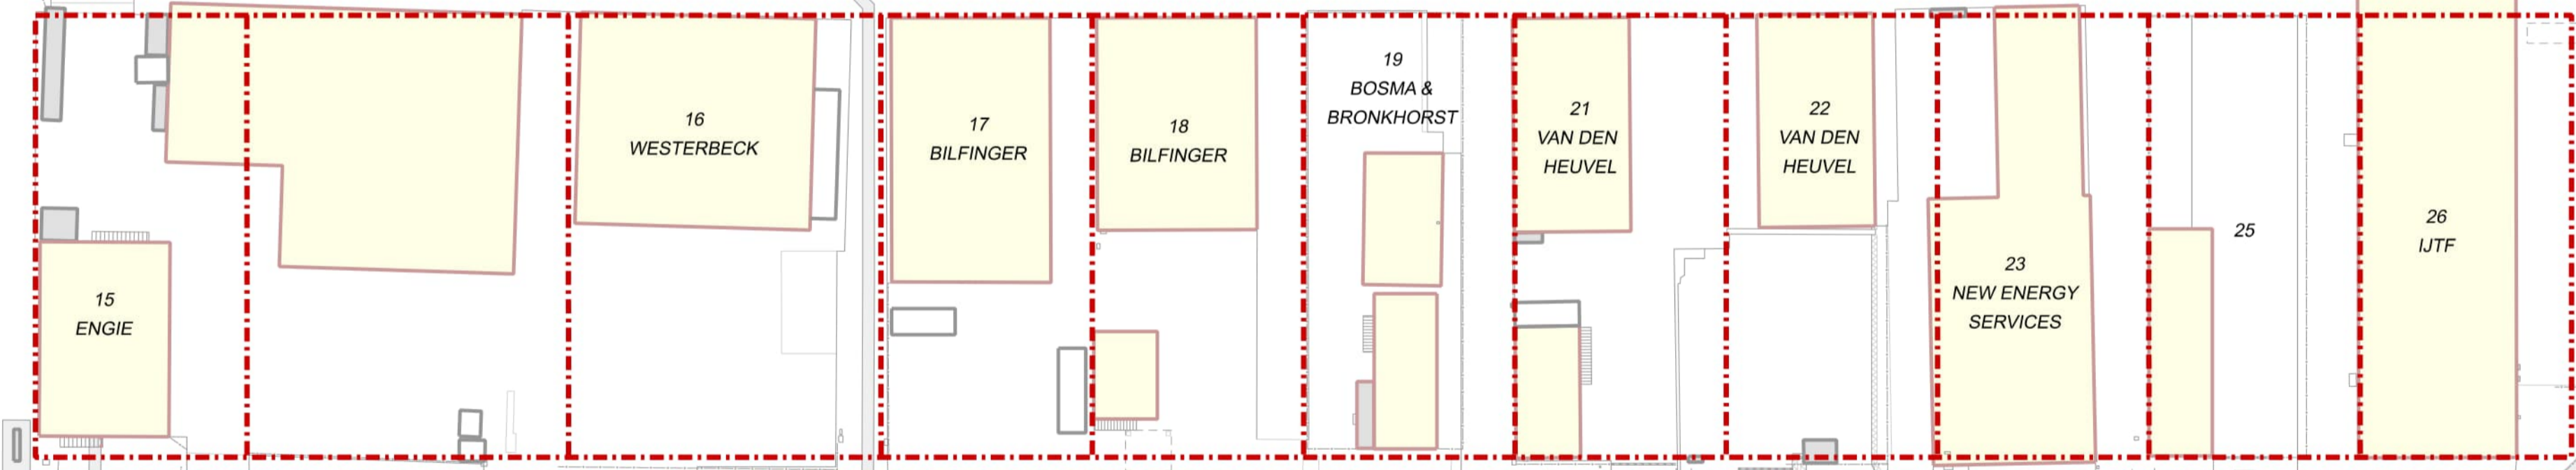 15
ENGIE
16
WESTERBECK
17
BILFINGER
18
BILFINGER
19
BOSMA &
BRONKHORST
21
VAN DEN
HEUVEL
22
VAN DEN
HEUVEL
23
NEW ENERGY
SERVICES
25
26
IJTF